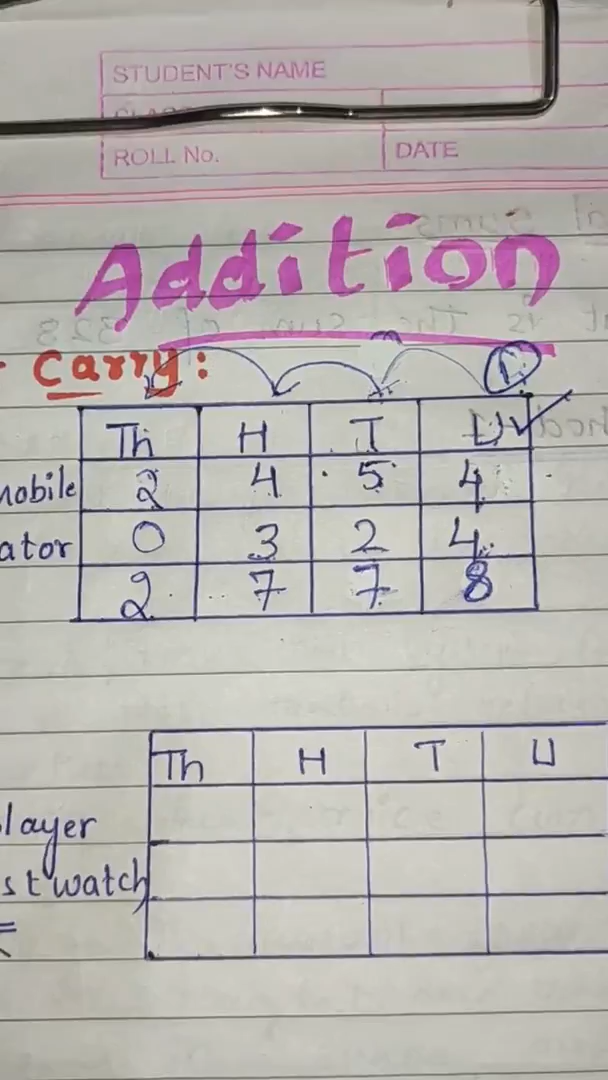 STUDENT'S NAME
ROLL No. DATE
Addition
Carry:
Th H T U
mobile 2 4 5 4
ator 0 3 2 4
2 7 7 8
Th H T U
layer
st watch